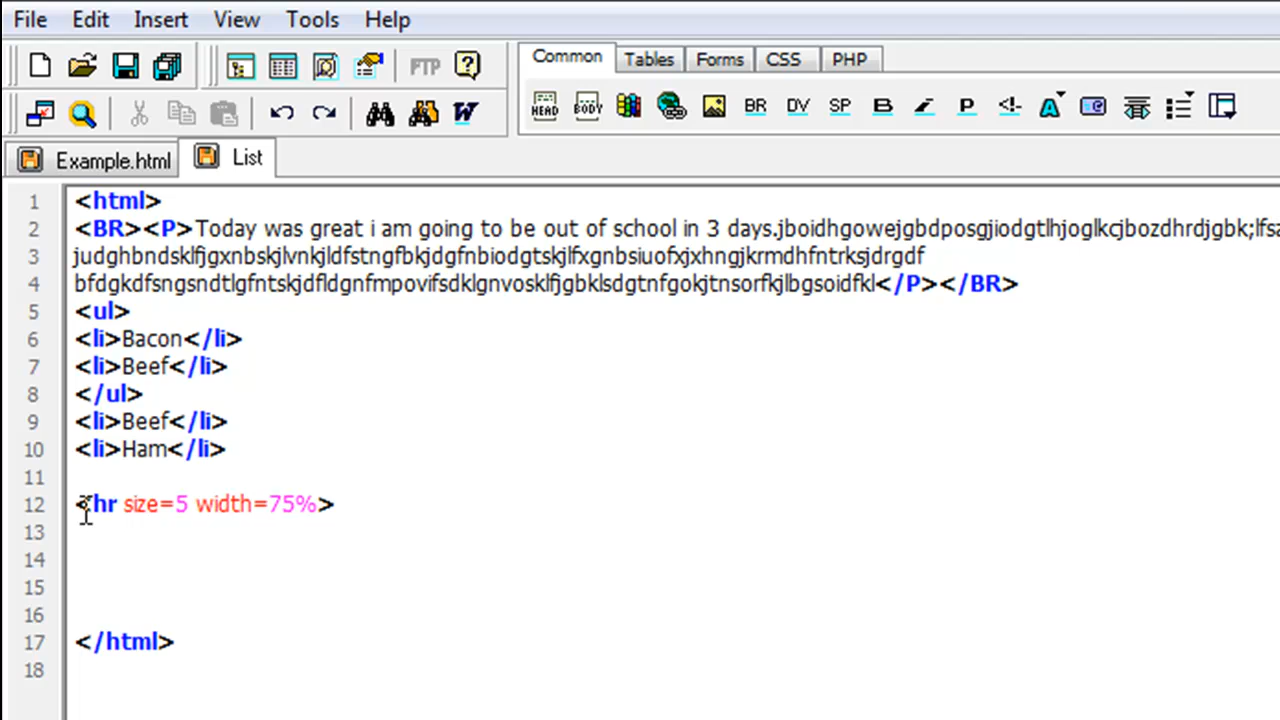 File Edit Insert View Tools Help
Common Tables Forms CSS PHP
FTP
HEAD BODY BR DV SP B P <!- A
Example.html List
1 <html>
2 <BR><P>Today was great i am going to be out of school in 3 days.jboidhgowejgbdposgjiodgtlhjoglkcjbozdhrdjgbk;lfsa
3 judghbndsklfjgxnbskjlvnkjldfstngfbkjdgfnbiodgtskjlfxgnbsiuofxjxhngjkrmdhfntrksjdrgdf
4 bfdgkdfsngsndtlgfntskjdfldgnfmpovifsdklgnvosklfjgbklsdgtnfgokjtnsorfkjlbgsoidfkl</P></BR>
5 <ul>
6 <li>Bacon</li>
7 <li>Beef</li>
8 </ul>
9 <li>Beef</li>
10 <li>Ham</li>
11
12 <hr size=5 width=75%>
13
14
15
16
17 </html>
18